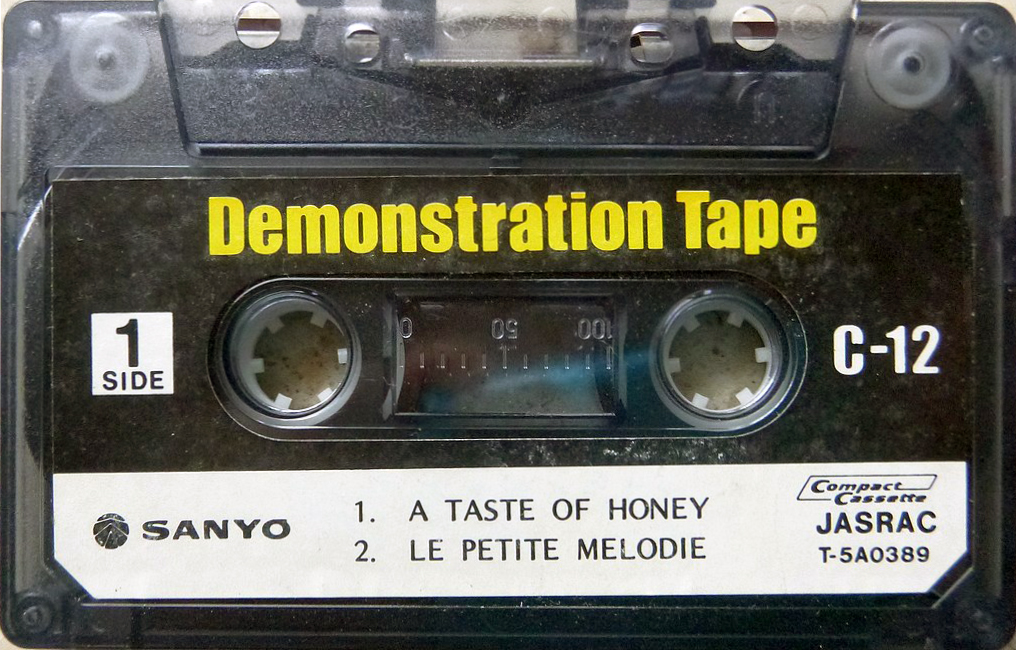 Demonstration Tape
1
SIDE
0 50 100
C-12
SANYO
1. A TASTE OF HONEY
2. LE PETITE MELODIE
Compact
Cassette
JASRAC
T-5A0389